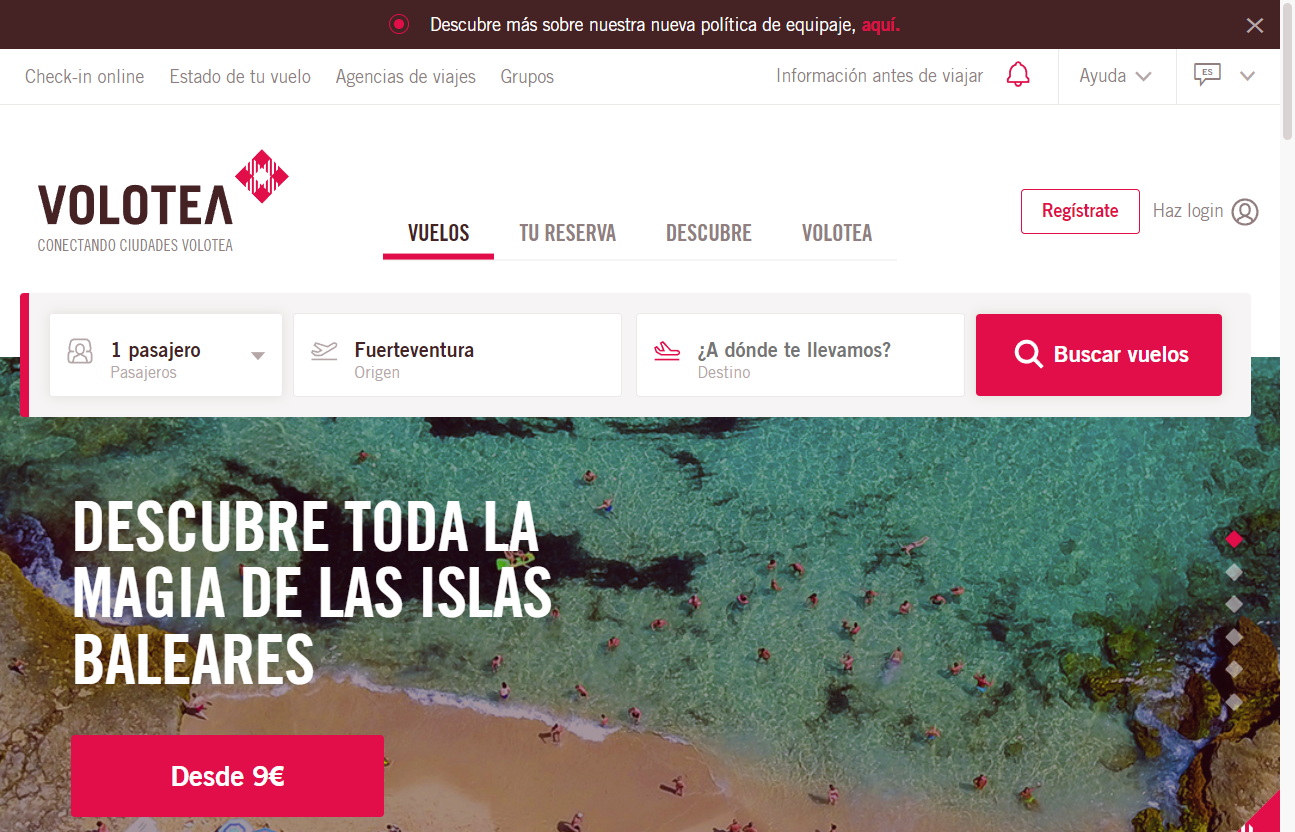 Descubre más sobre nuestra nueva política de equipaje, aquí.
Check-in online Estado de tu vuelo Agencias de viajes Grupos Información antes de viajar Ayuda ES
VOLOTEA
CONECTANDO CIUDADES VOLOTEA
VUELOS TU RESERVA DESCUBRE VOLOTEA
Regístrate Haz login
1 pasajero
Pasajeros
Fuerteventura
Origen
¿A dónde te llevamos?
Destino
Buscar vuelos
DESCUBRE TODA LA
MAGIA DE LAS ISLAS
BALEARES
Desde 9€